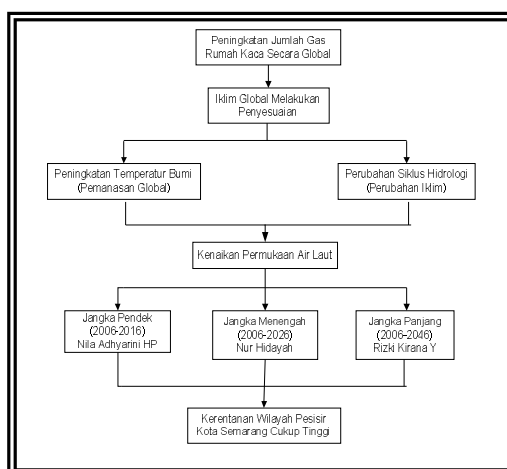 Peningkatan Jumlah Gas
Rumah Kaca Secara Global
Iklim Global Melakukan
Penyesuaian
Peningkatan Temperatur Bumi
(Pemanasan Global)
Perubahan Siklus Hidrologi
(Perubahan Iklim)
Kenaikan Permukaan Air Laut
Jangka Pendek
(2006-2016)
Nila Adhyarini HP
Jangka Menengah
(2006-2026)
Nur Hidayah
Jangka Panjang
(2006-2046)
Rizki Kirana Y
Kerentanan Wilayah Pesisir
Kota Semarang Cukup Tinggi